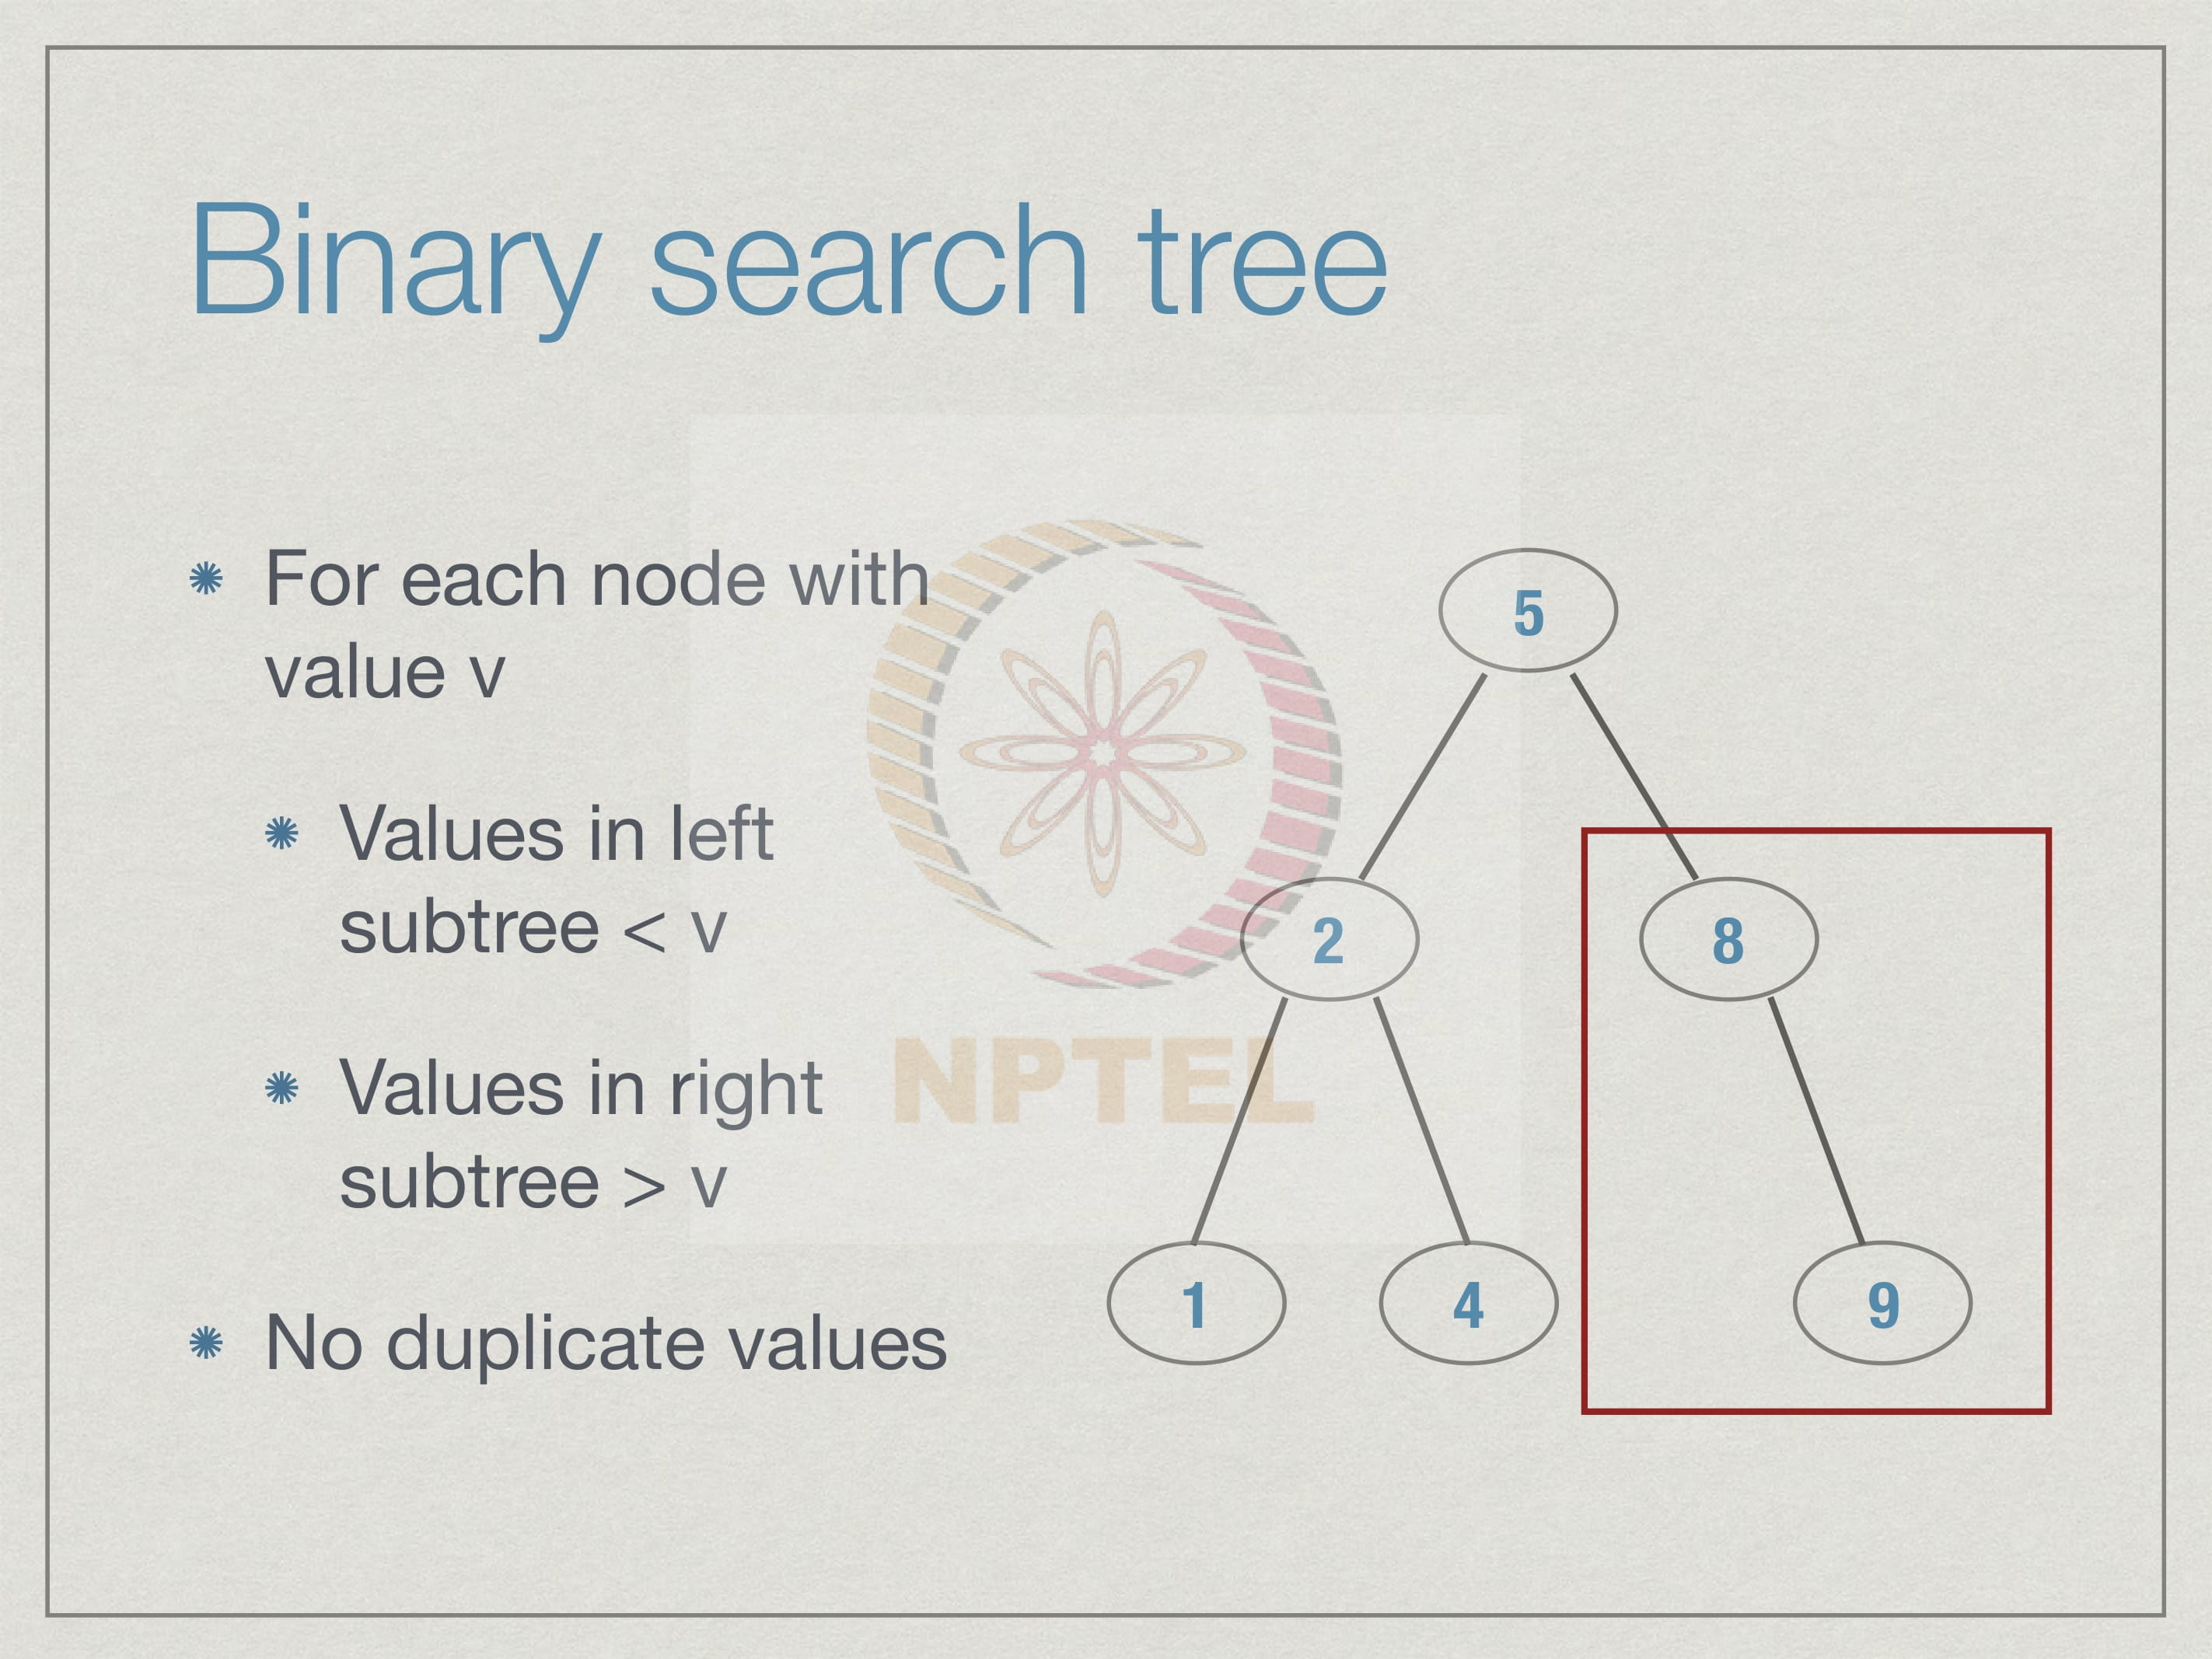 Binary search tree
For each node with
value v
Values in left
subtree < v
Values in right
subtree > v
No duplicate values
5
2
8
1
4
9
NPTEL